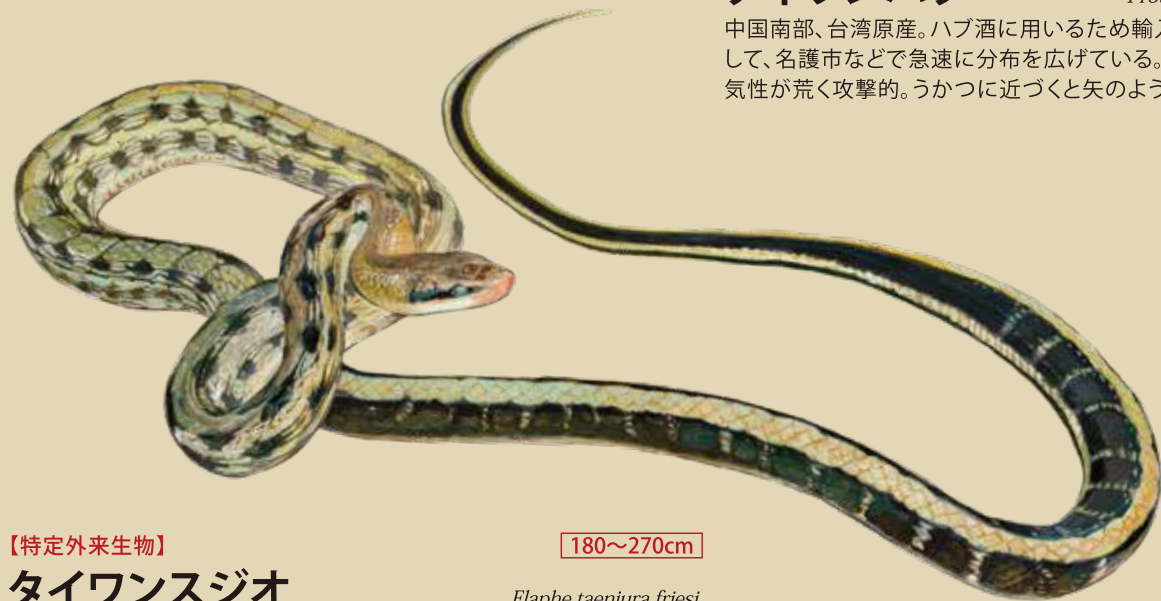 中国南部、台湾原産。ハブ酒に用いるため輸
して、名護市などで急速に分布を広げている。
気性が荒く攻撃的。うかつに近づくと矢のよう
【特定外来生物】
180〜270cm
タイワンスジオ
Elaphe taeniura friesi